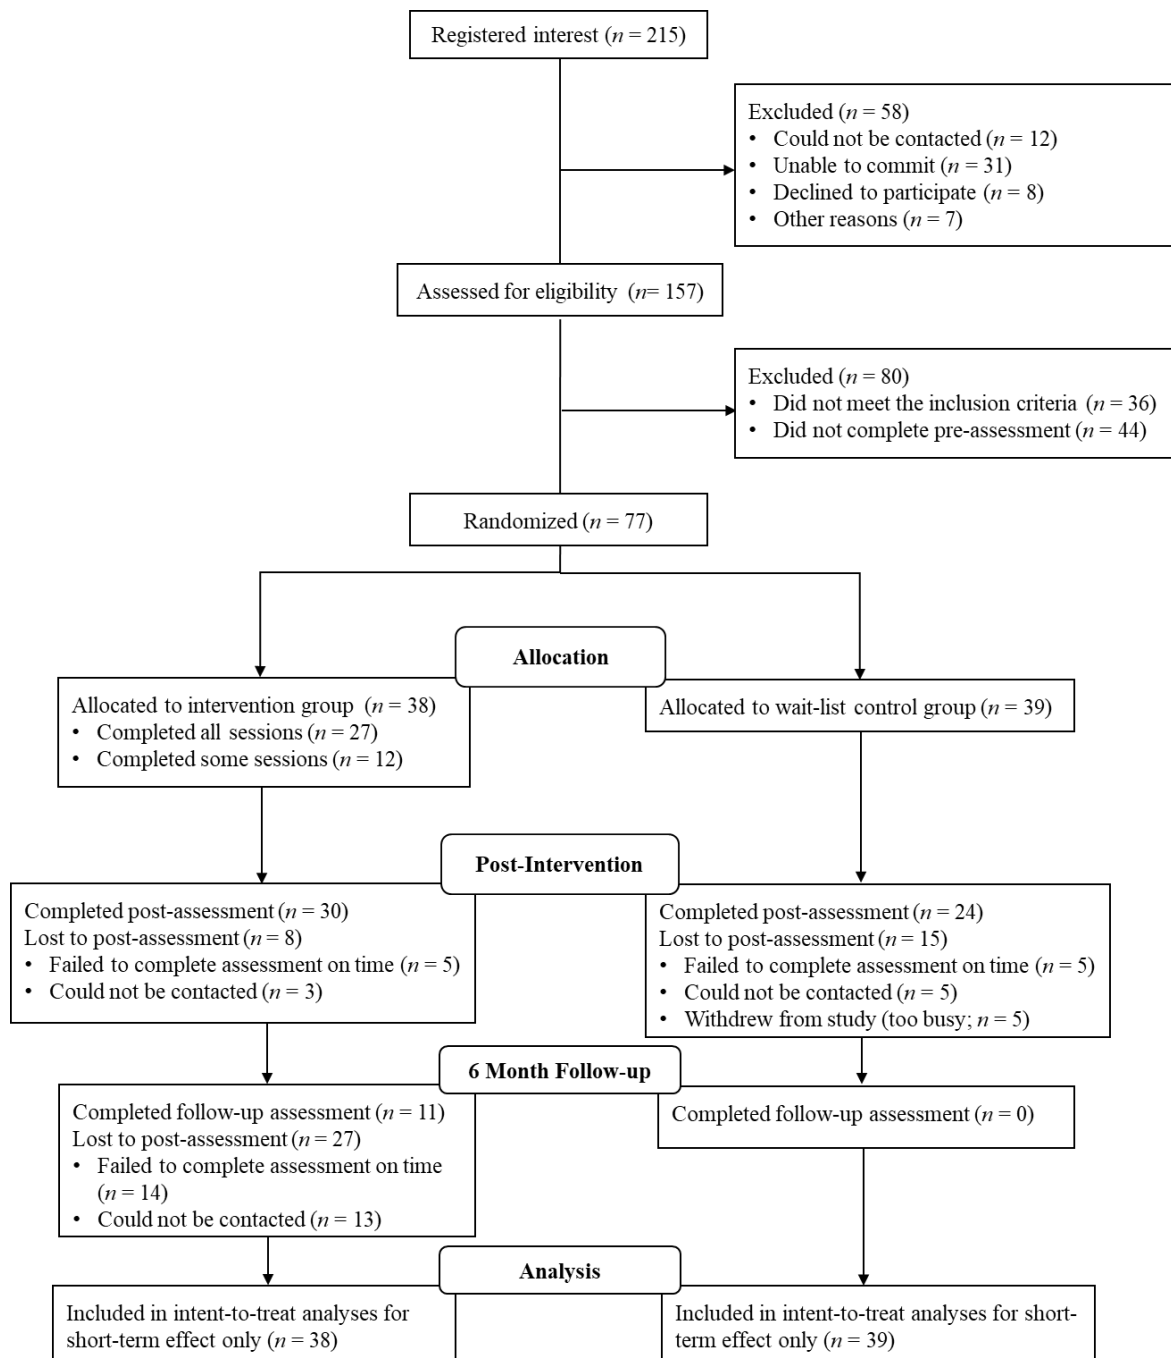 Registered interest (n = 215)
Excluded (n = 58)
• Could not be contacted (n = 12)
• Unable to commit (n = 31)
• Declined to participate (n = 8)
• Other reasons (n = 7)
Assessed for eligibility (n= 157)
Excluded (n = 80)
• Did not meet the inclusion criteria (n = 36)
• Did not complete pre-assessment (n = 44)
Randomized (n = 77)
Allocation
Allocated to intervention group (n = 38)
• Completed all sessions (n = 27)
• Completed some sessions (n = 12)
Allocated to wait-list control group (n = 39)
Post-Intervention
Completed post-assessment (n = 30)
Lost to post-assessment (n = 8)
• Failed to complete assessment on time (n = 5)
• Could not be contacted (n = 3)
Completed post-assessment (n = 24)
Lost to post-assessment (n = 15)
• Failed to complete assessment on time (n = 5)
• Could not be contacted (n = 5)
• Withdrew from study (too busy; n = 5)
6 Month Follow-up
Completed follow-up assessment (n = 11)
Lost to post-assessment (n = 27)
• Failed to complete assessment on time
(n = 14)
• Could not be contacted (n = 13)
Completed follow-up assessment (n = 0)
Analysis
Included in intent-to-treat analyses for
short-term effect only (n = 38)
Included in intent-to-treat analyses for short-
term effect only (n = 39)